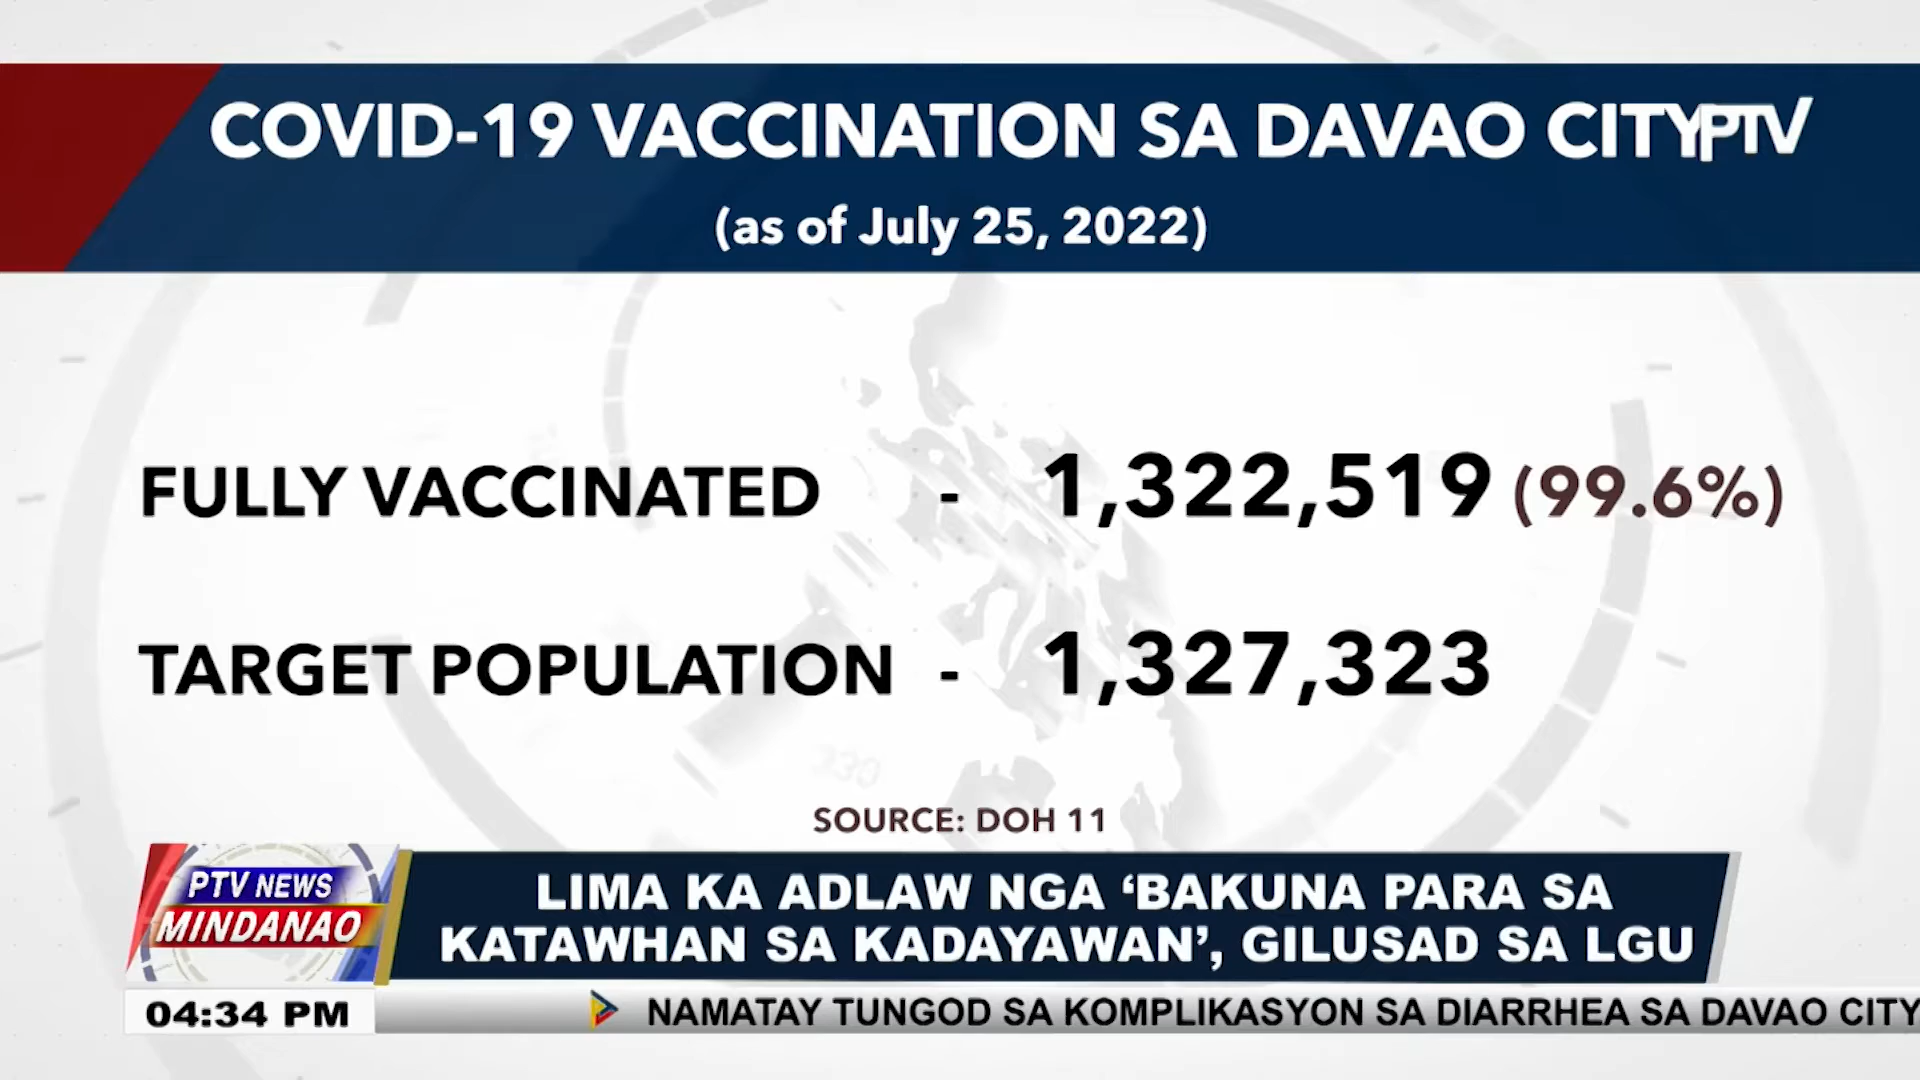 COVID-19 VACCINATION SA DAVAO CITY
PTV
(as of July 25, 2022)
FULLY VACCINATED - 1,322,519 (99.6%)
TARGET POPULATION - 1,327,323
330
SOURCE: DOH 11
PTV NEWS
MINDANAO
LIMA KA ADLAW NGA ‘BAKUNA PARA SA
KATAWHAN SA KADAYAWAN’, GILUSAD SA LGU
04:34 PM
NAMATAY TUNGOD SA KOMPLIKASYON SA DIARRHEA SA DAVAO CITY